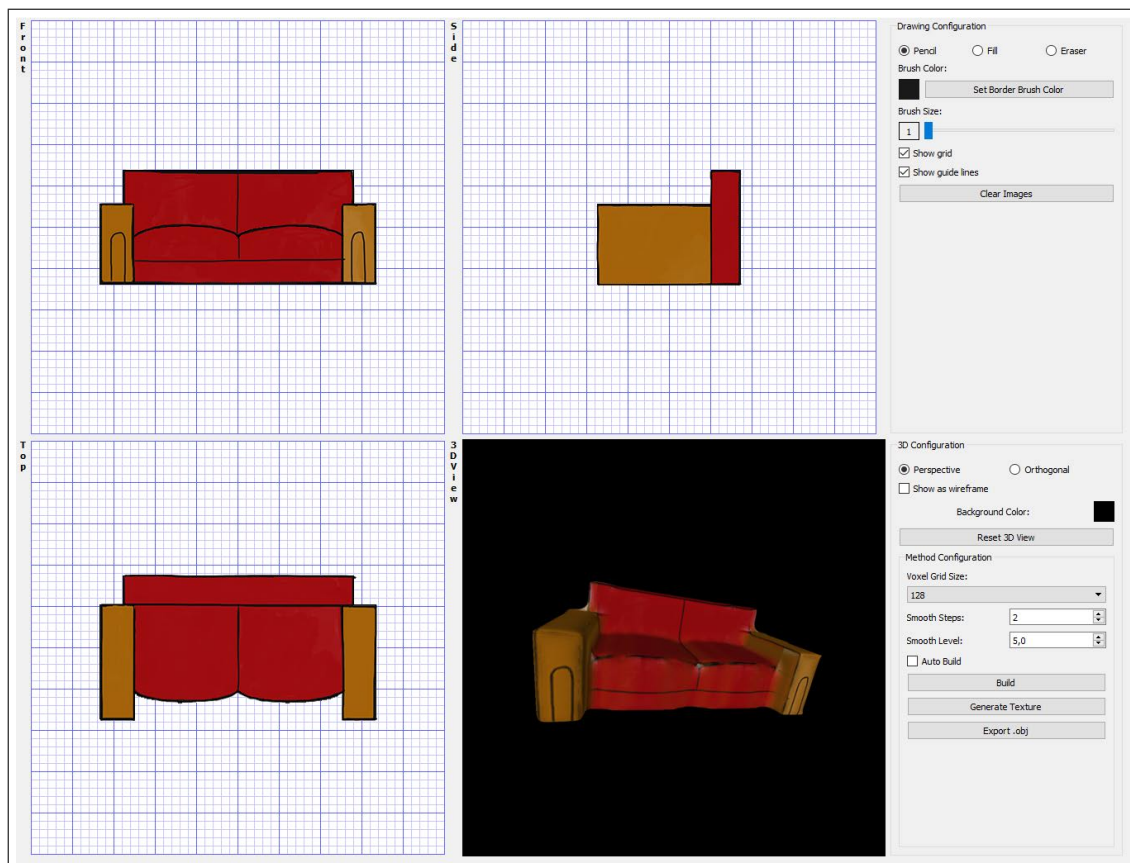 Front
Side
Drawing Configuration
Pencil
Fill
Eraser
Brush Color:
Set Border Brush Color
Brush Size:
1
Show grid
Show guide lines
Clear Images
Top
3DView
3D Configuration
Perspective
Orthogonal
Show as wireframe
Background Color:
Reset 3D View
Method Configuration
Voxel Grid Size:
128
Smooth Steps:
2
Smooth Level:
5,0
Auto Build
Build
Generate Texture
Export .obj